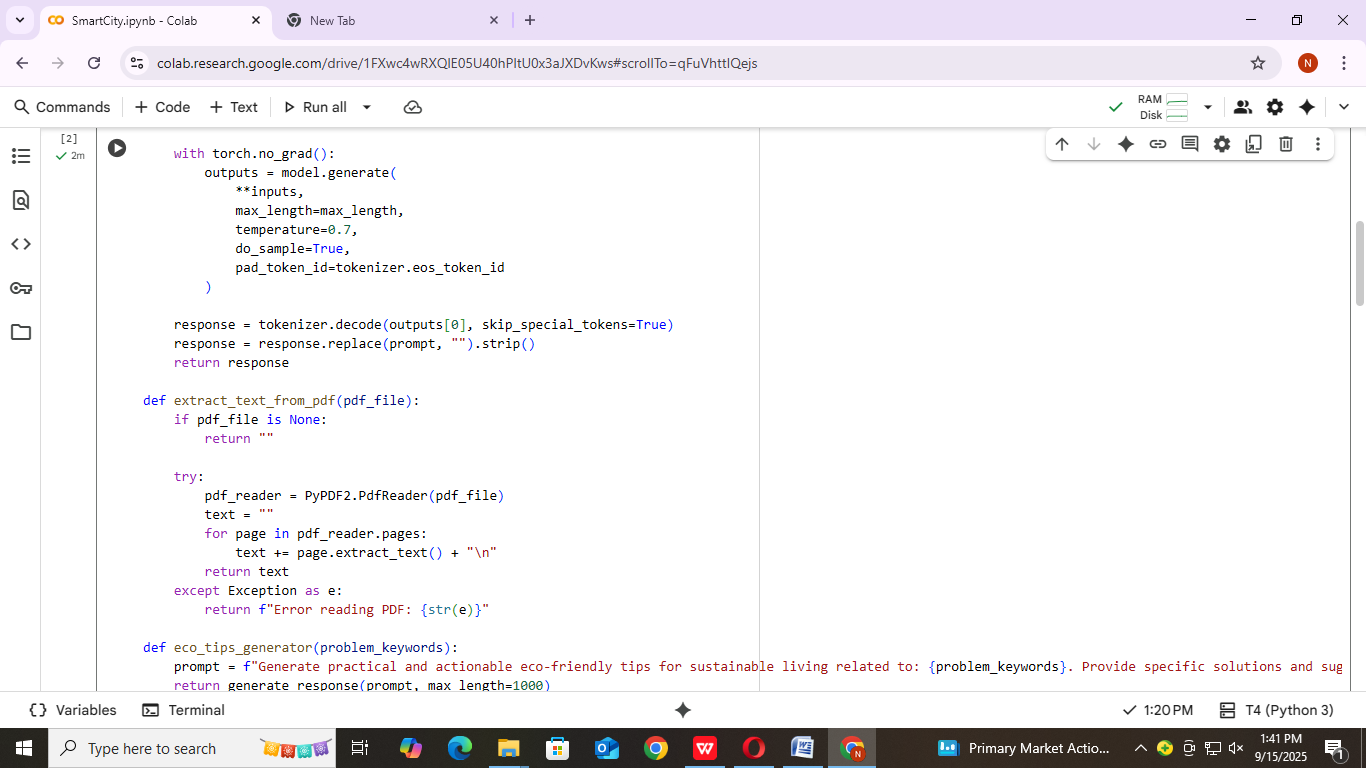 SmartCity.ipynb - Colab
New Tab
colab.research.google.com/drive/1FXwc4wRXQlE05U40hPltU0x3aJXDvKws#scrollTo=qFuVhttIQejs
N
Commands + Code + Text Run all
RAM
Disk
[2]
2m
with torch.no_grad():
outputs = model.generate(
**inputs,
max_length=max_length,
temperature=0.7,
do_sample=True,
pad_token_id=tokenizer.eos_token_id
)
response = tokenizer.decode(outputs[0], skip_special_tokens=True)
response = response.replace(prompt, "").strip()
return response
def extract_text_from_pdf(pdf_file):
if pdf_file is None:
return ""
try:
pdf_reader = PyPDF2.PdfReader(pdf_file)
text = ""
for page in pdf_reader.pages:
text += page.extract_text() + "\n"
return text
except Exception as e:
return f"Error reading PDF: {str(e)}"
def eco_tips_generator(problem_keywords):
prompt = f"Generate practical and actionable eco-friendly tips for sustainable living related to: {problem_keywords}. Provide specific solutions and sug
return generate_response(prompt, max_length=1000)
{} Variables Terminal 1:20 PM T4 (Python 3)
Type here to search
Primary Market Actio...
1:41 PM
9/15/2025
1